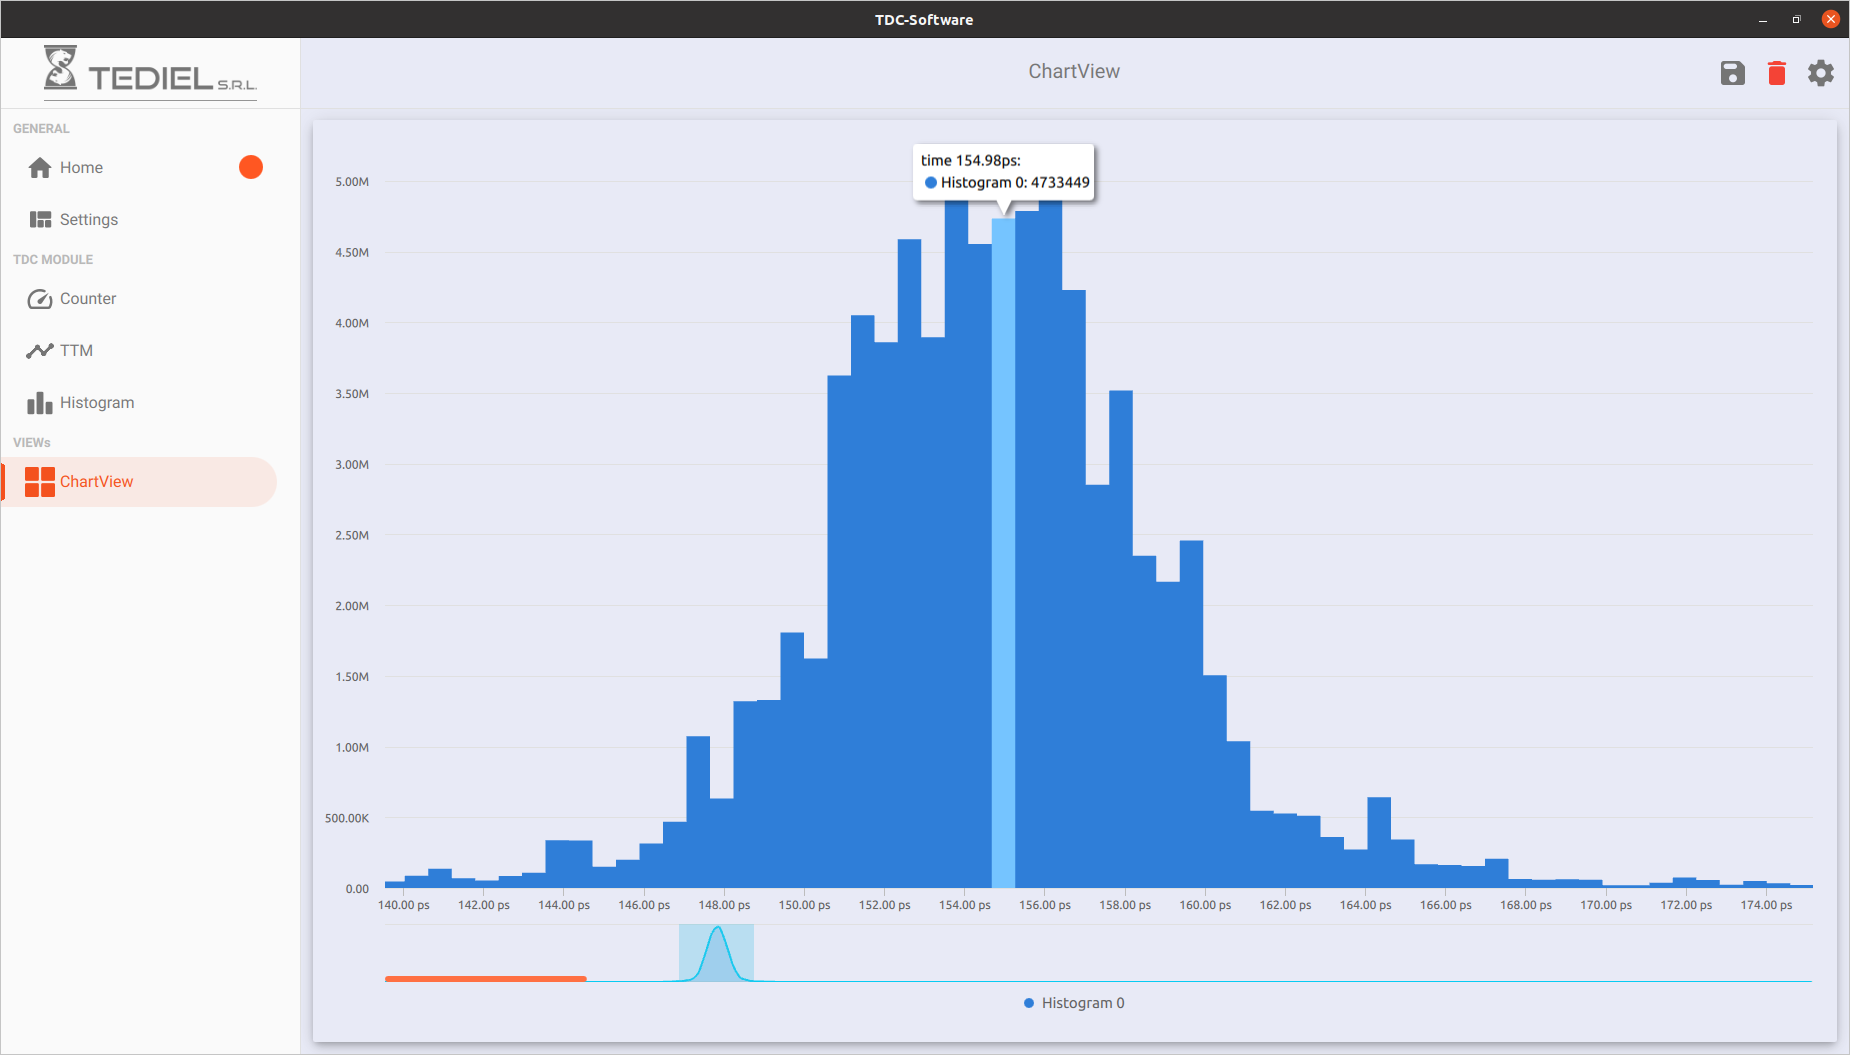 TDC-Software
TEDIEL S.R.L.
ChartView
GENERAL
Home
Settings
TDC MODULE
Counter
TTM
Histogram
VIEWs
ChartView
time 154.98ps:
Histogram 0: 4733449
5.00M
4.50M
4.00M
3.50M
3.00M
2.50M
2.00M
1.50M
1.00M
500.00K
0.00
140.00 ps 142.00 ps 144.00 ps 146.00 ps 148.00 ps 150.00 ps 152.00 ps 154.00 ps 156.00 ps 158.00 ps 160.00 ps 162.00 ps 164.00 ps 166.00 ps 168.00 ps 170.00 ps 172.00 ps 174.00 ps
Histogram 0